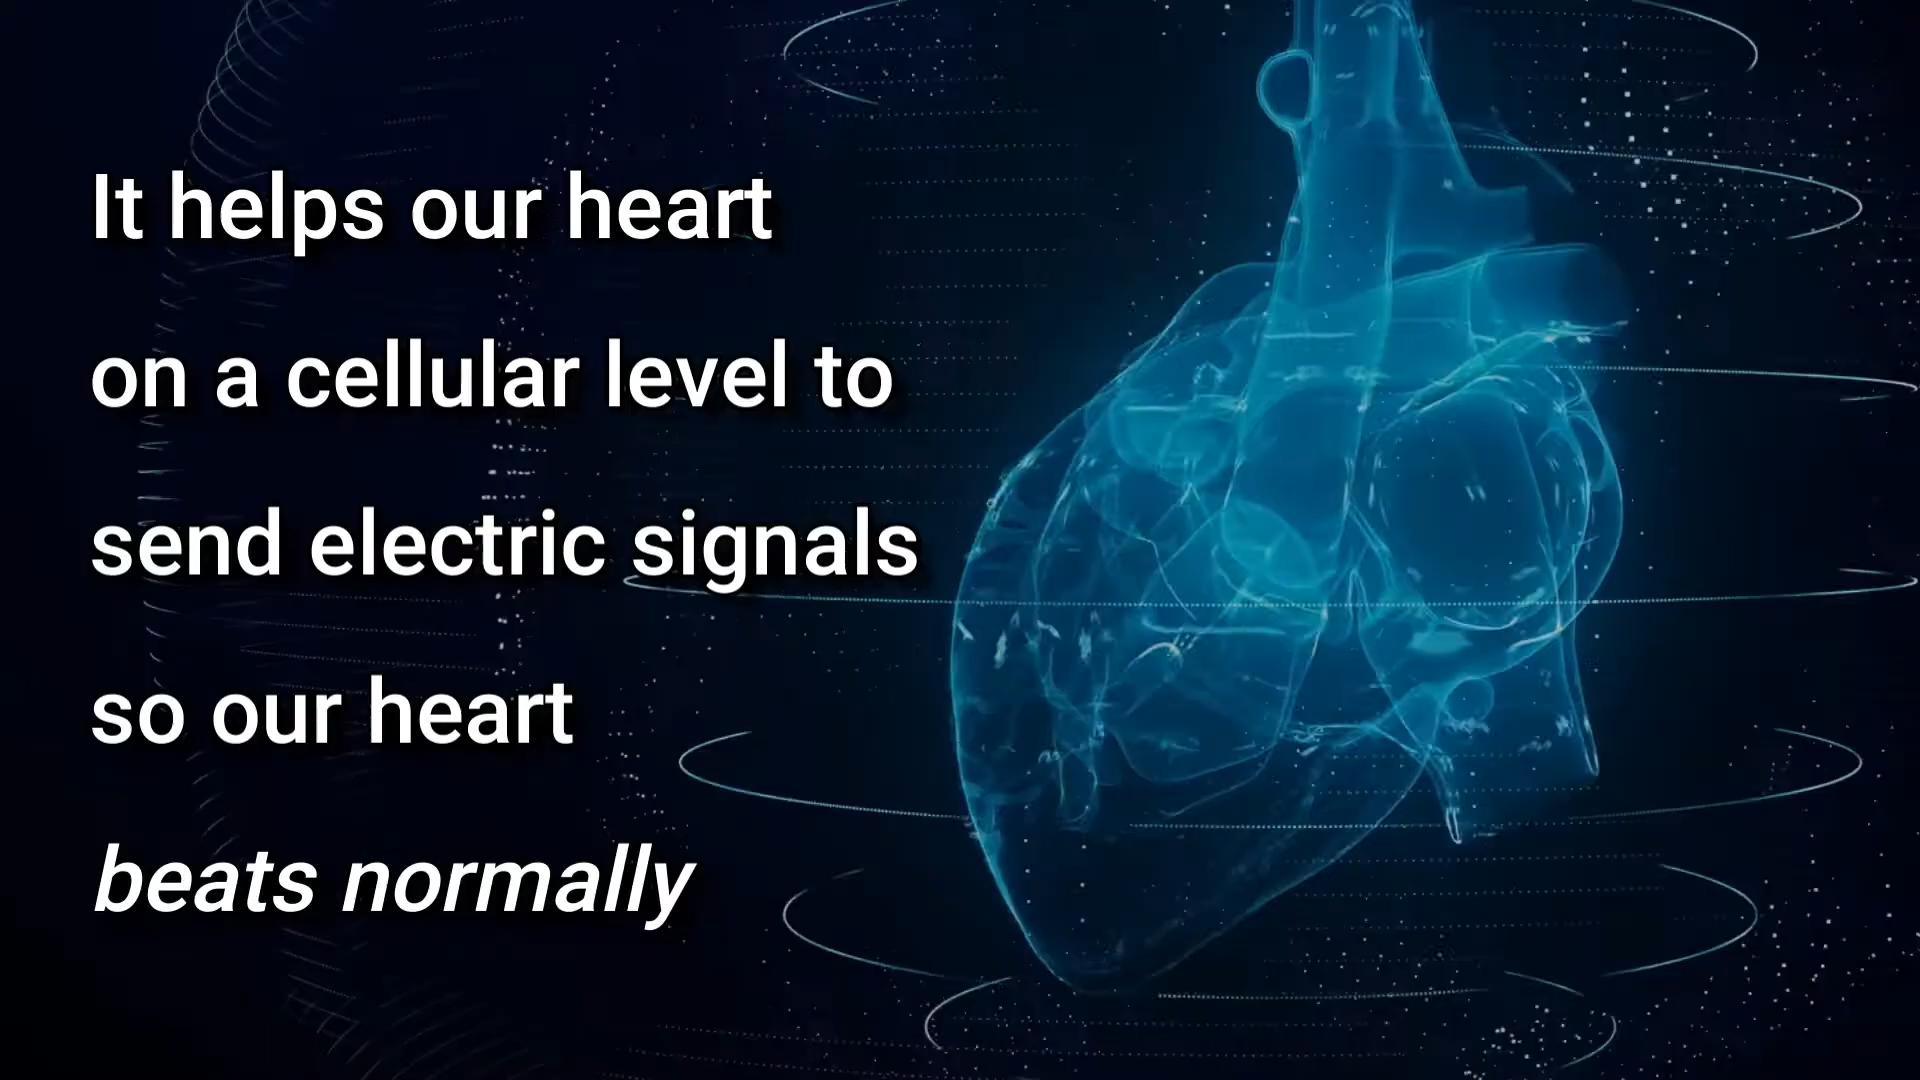 It helps our heart
on a cellular level to
send electric signals
so our heart
beats normally